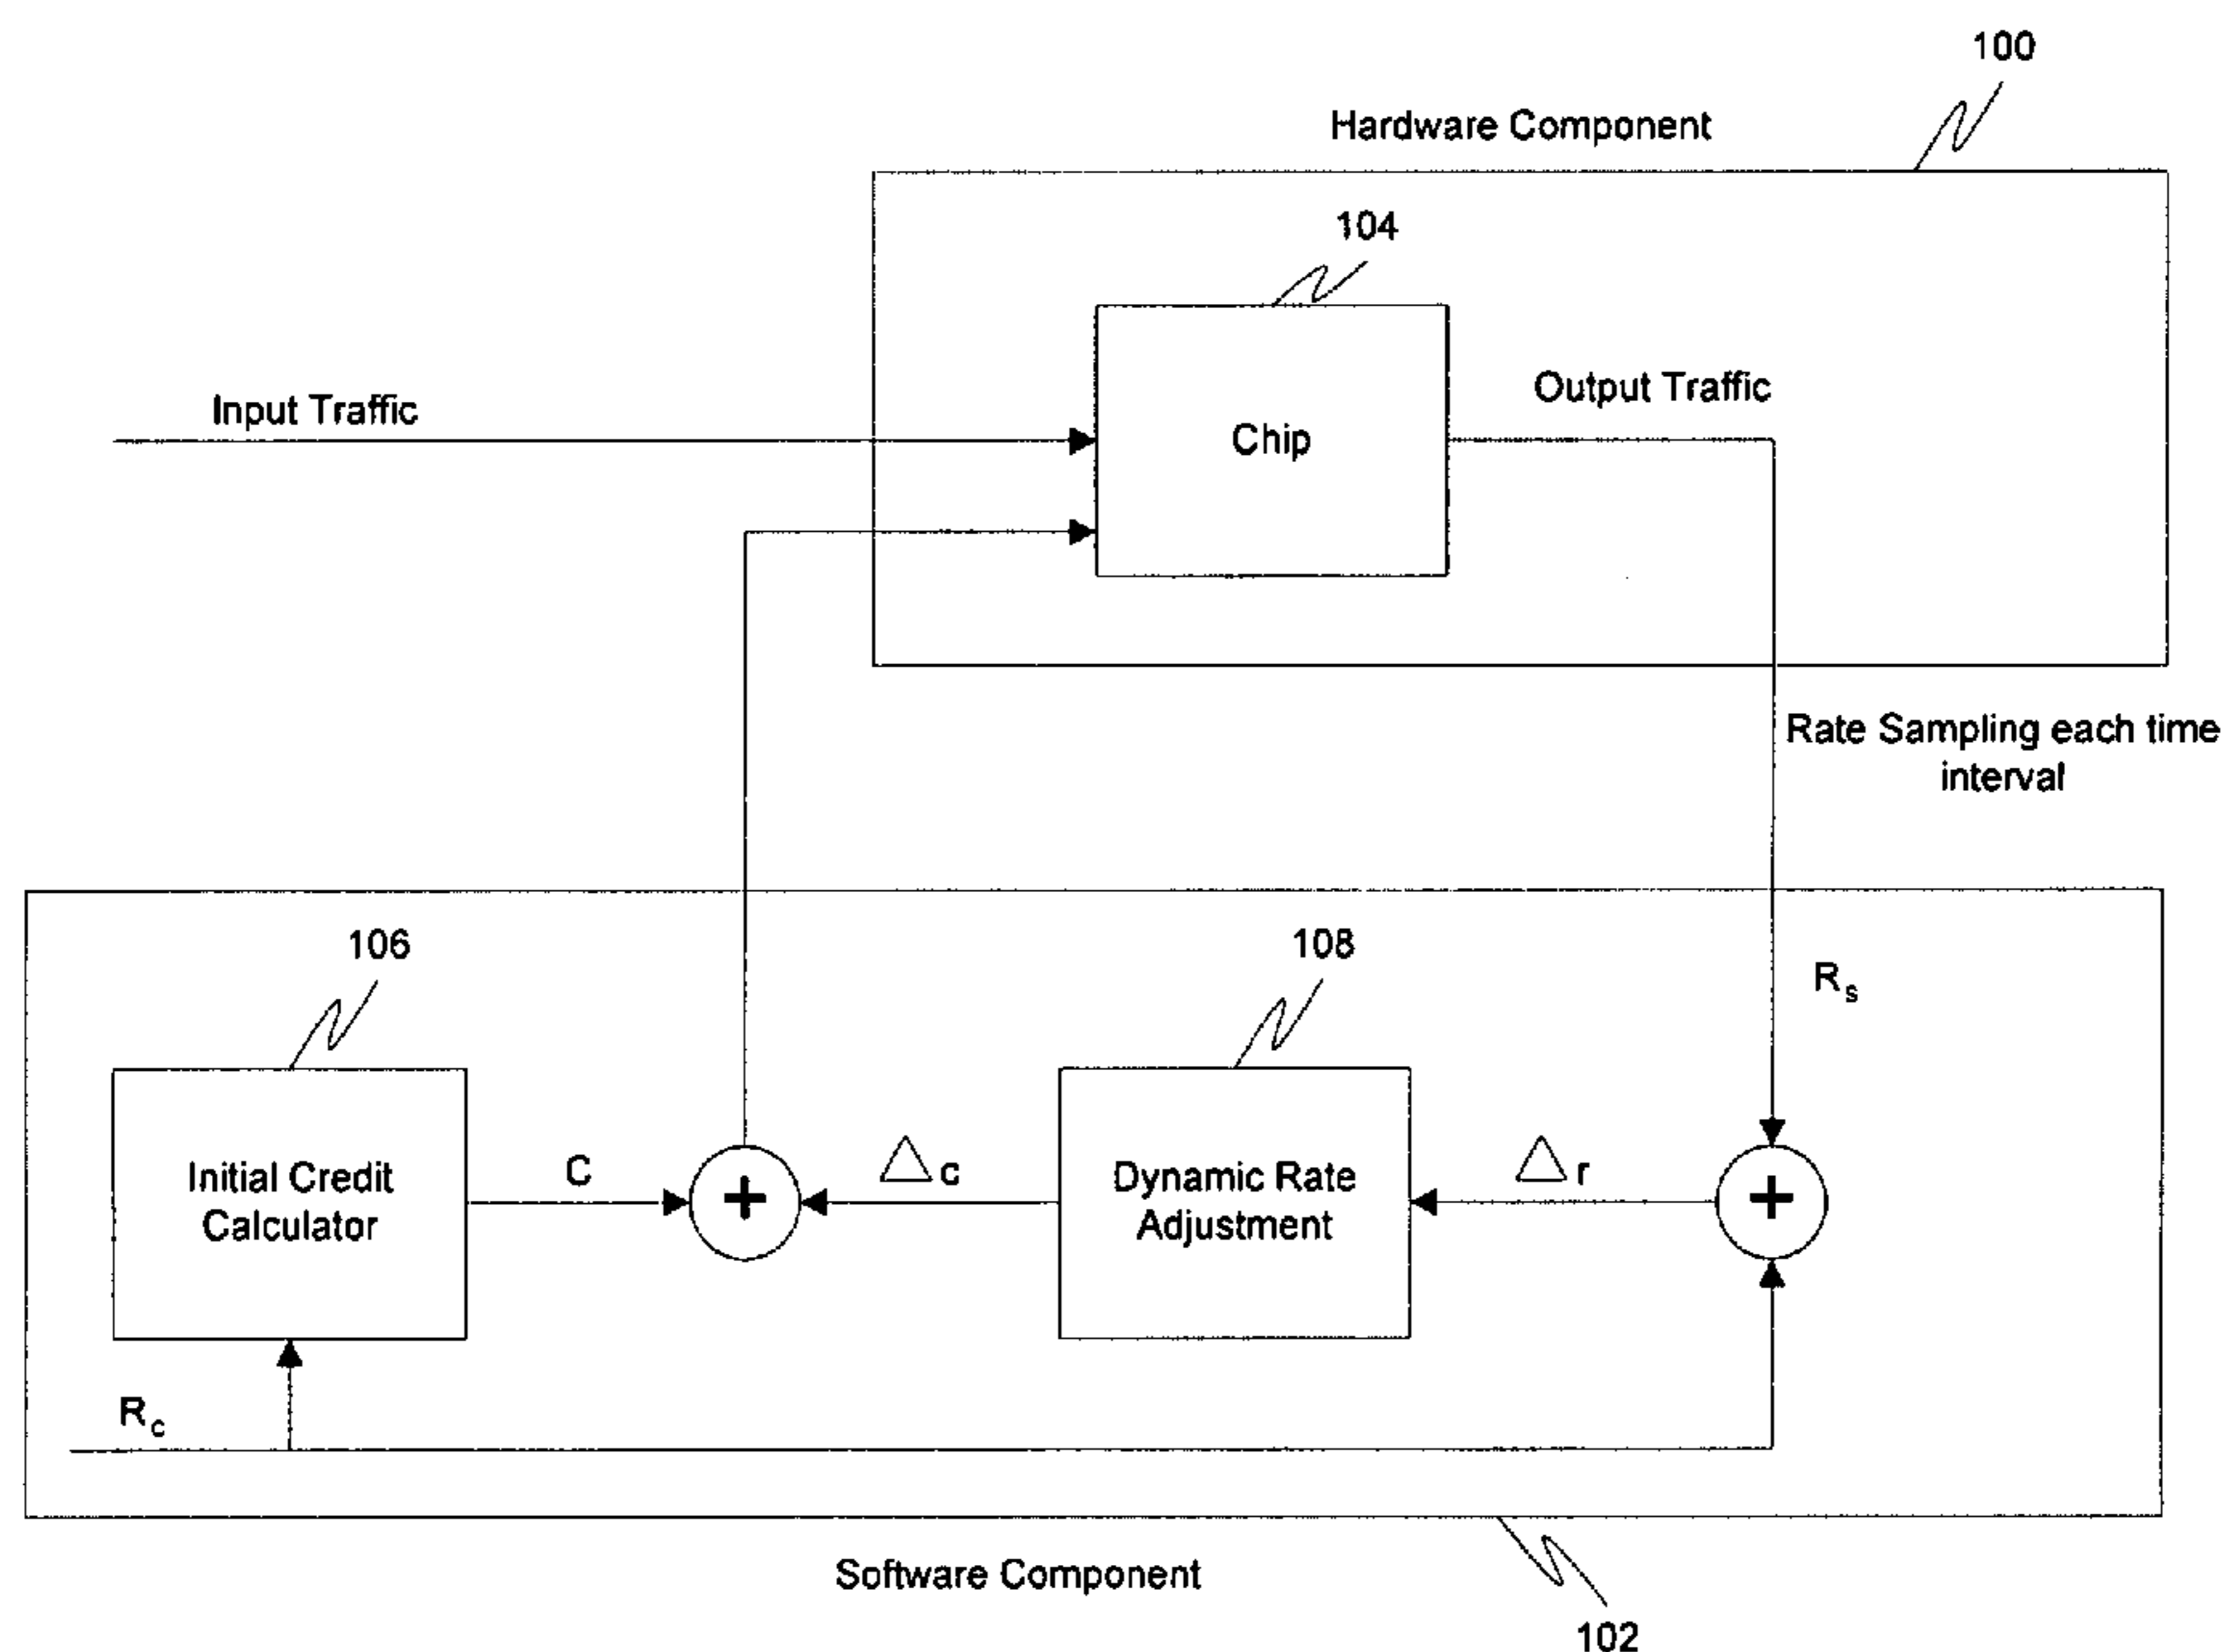 100
Hardware Component
104
Input Traffic
Chip
Output Traffic
Rate Sampling each time
interval
106
108
Rs
Initial Credit
Calculator
C
+
△c
Dynamic Rate
Adjustment
△r
+
Rc
Software Component
102